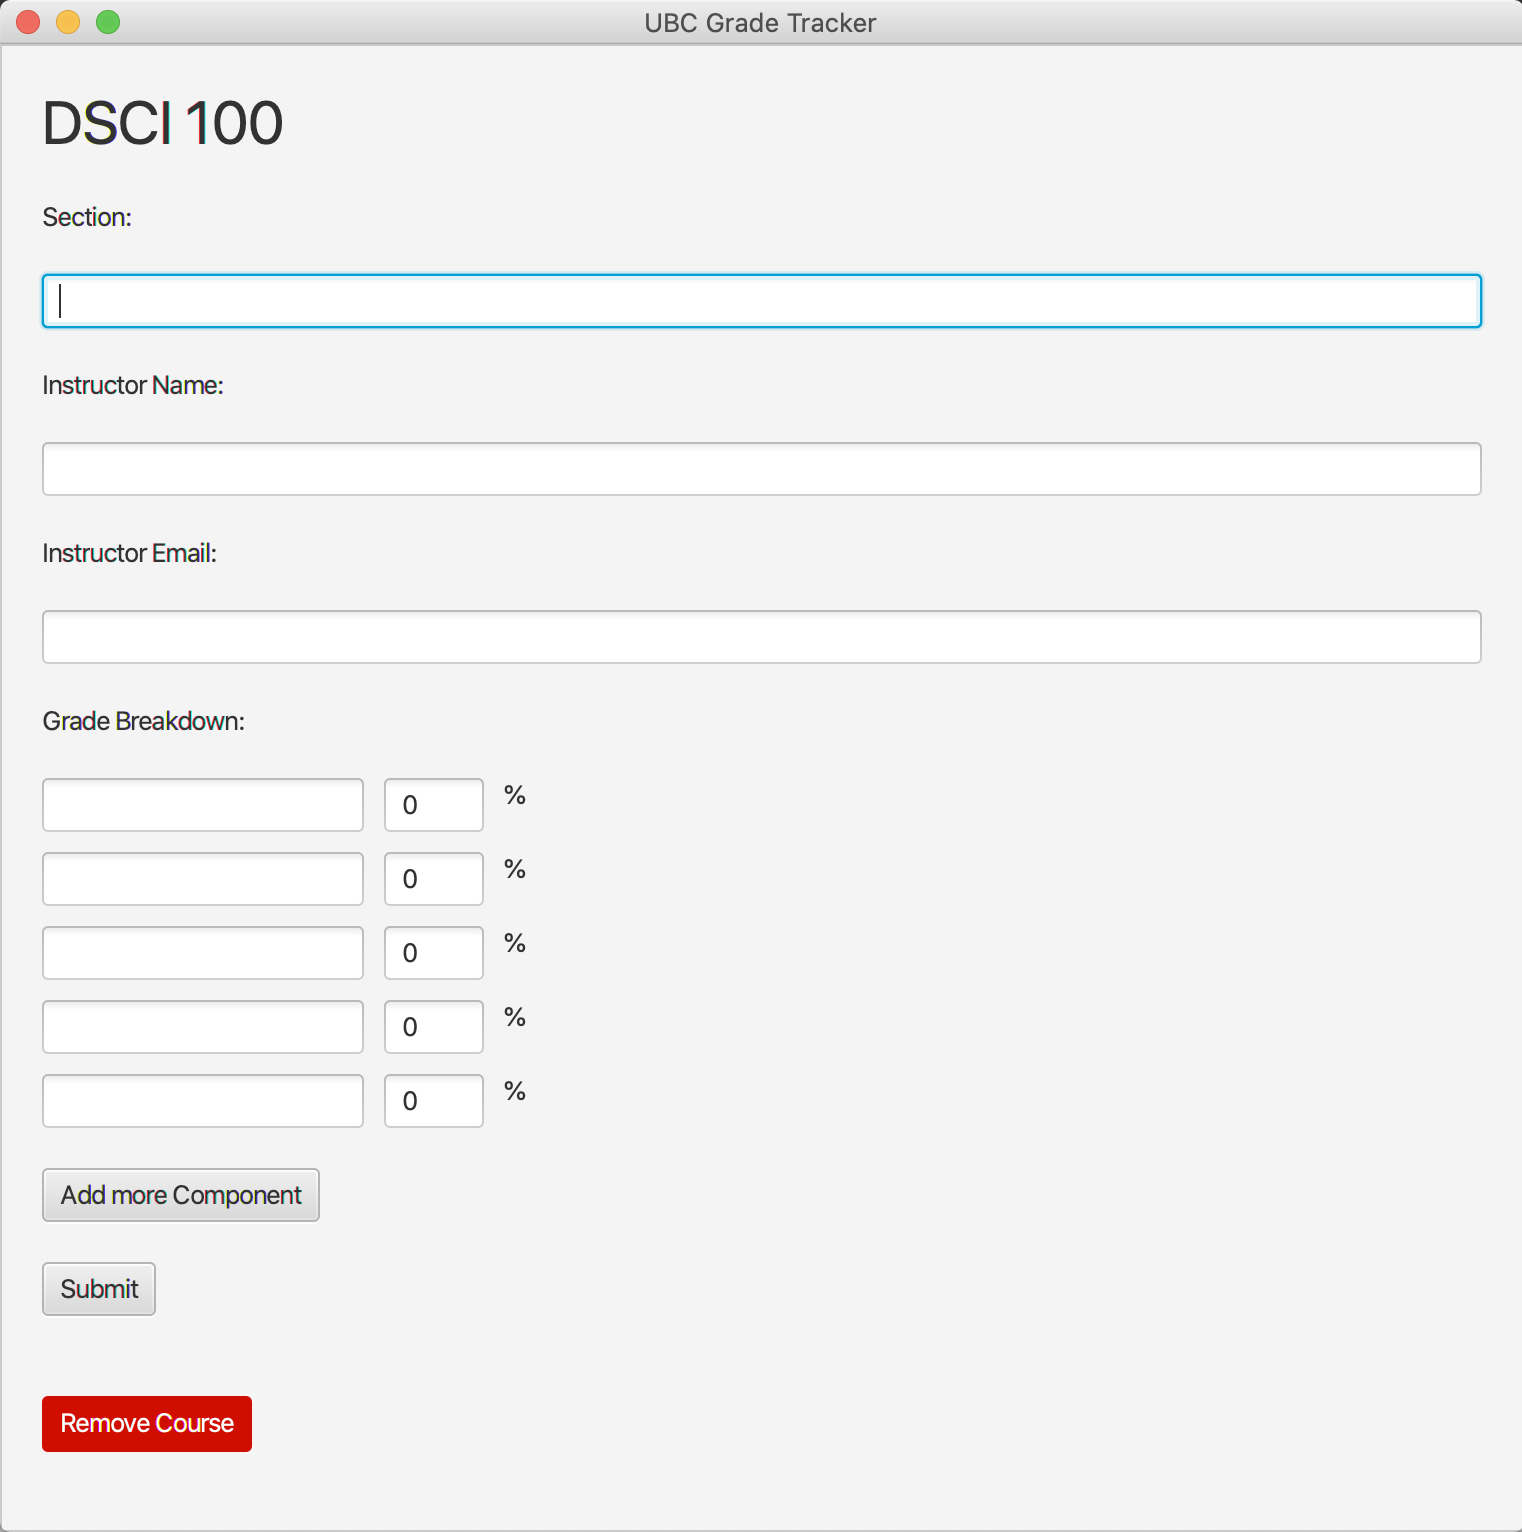 UBC Grade Tracker
DSCI 100
Section:
Instructor Name:
Instructor Email:
Grade Breakdown:
0 %
0 %
0 %
0 %
0 %
Add more Component
Submit
Remove Course